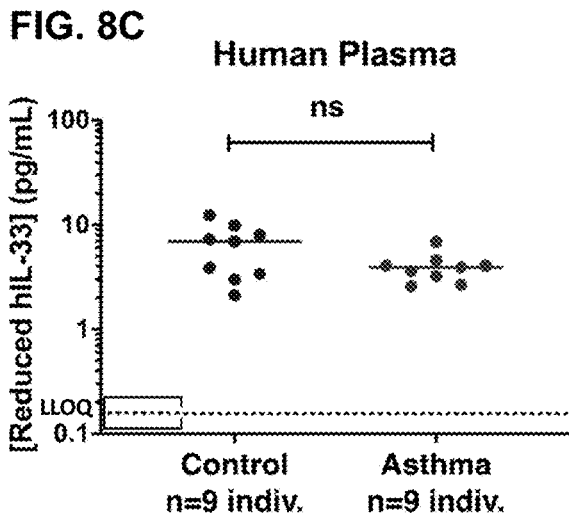 FIG. 8C
Human Plasma
ns
[Reduced hIL-33] (pg/mL)
100
10
1
LLOQ
0.1
Control
n=9 indiv.
Asthma
n=9 indiv.